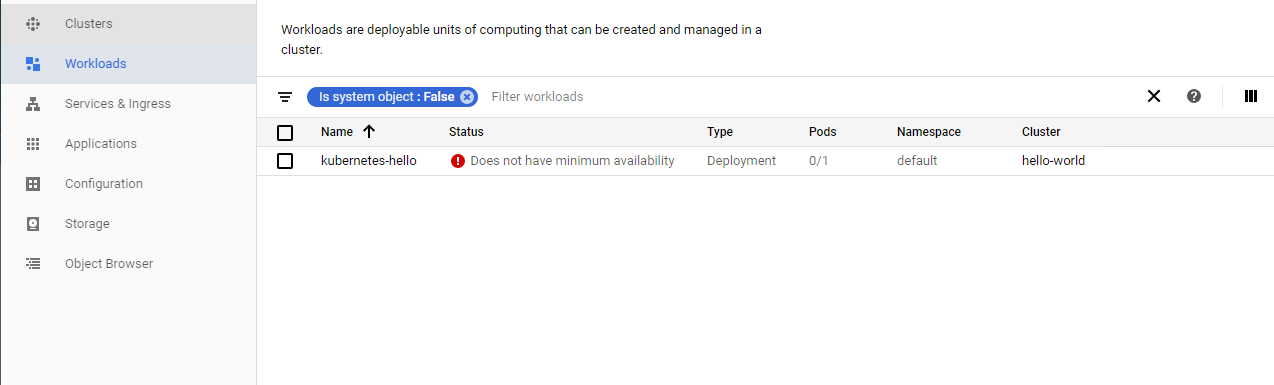 Clusters
Workloads
Services & Ingress
Applications
Configuration
Storage
Object Browser
Workloads are deployable units of computing that can be created and managed in a
cluster.
Is system object : False Filter workloads
Name Status Type Pods Namespace Cluster
kubernetes-hello Does not have minimum availability Deployment 0/1 default hello-world